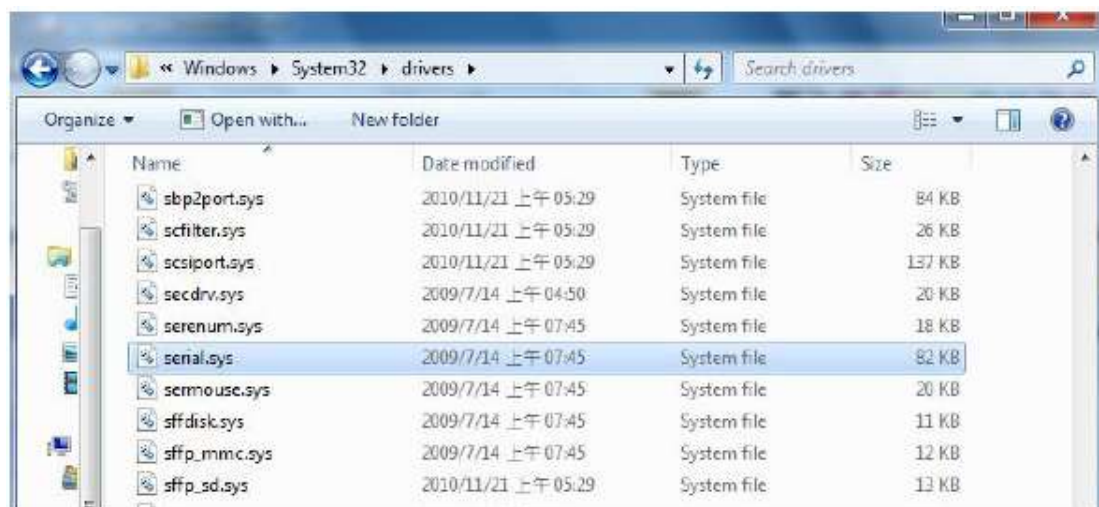 « Windows ▸ System32 ▸ drivers ▸ Search drivers
Organize ▾ Open with... New folder
Name Date modified Type Size
sbp2port.sys 2010/11/21 上午 05:29 System file 84 KB
scfilter.sys 2010/11/21 上午 05:29 System file 26 KB
scsiport.sys 2010/11/21 上午 05:29 System file 137 KB
secdrv.sys 2009/7/14 上午 04:50 System file 20 KB
serenum.sys 2009/7/14 上午 07:45 System file 18 KB
serial.sys 2009/7/14 上午 07:45 System file 82 KB
sermouse.sys 2009/7/14 上午 07:45 System file 20 KB
sffdisk.sys 2009/7/14 上午 07:45 System file 11 KB
sffp_mmc.sys 2009/7/14 上午 07:45 System file 12 KB
sffp_sd.sys 2010/11/21 上午 05:29 System file 13 KB